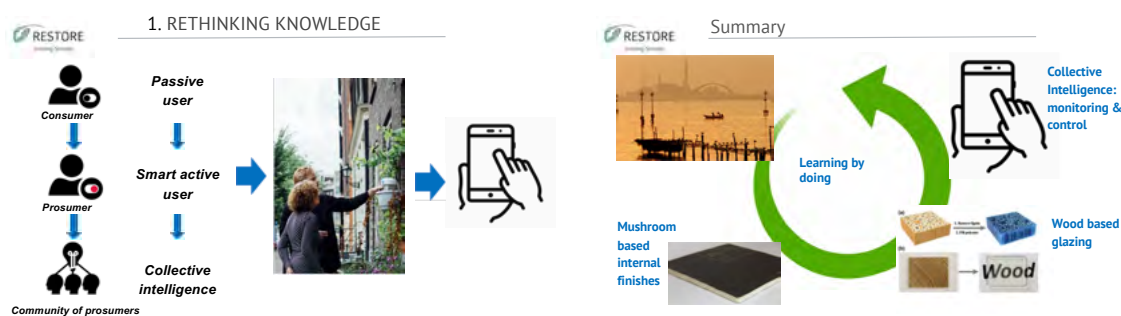 RESTORE
1. RETHINKING KNOWLEDGE
Consumer
Passive
user
Prosumer
Smart active
user
Community of prosumers
Collective
intelligence
RESTORE
Summary
Collective
Intelligence:
monitoring &
control
Learning by
doing
Mushroom
based
internal
finishes
Wood based
glazing
(a)
(b)
Wood